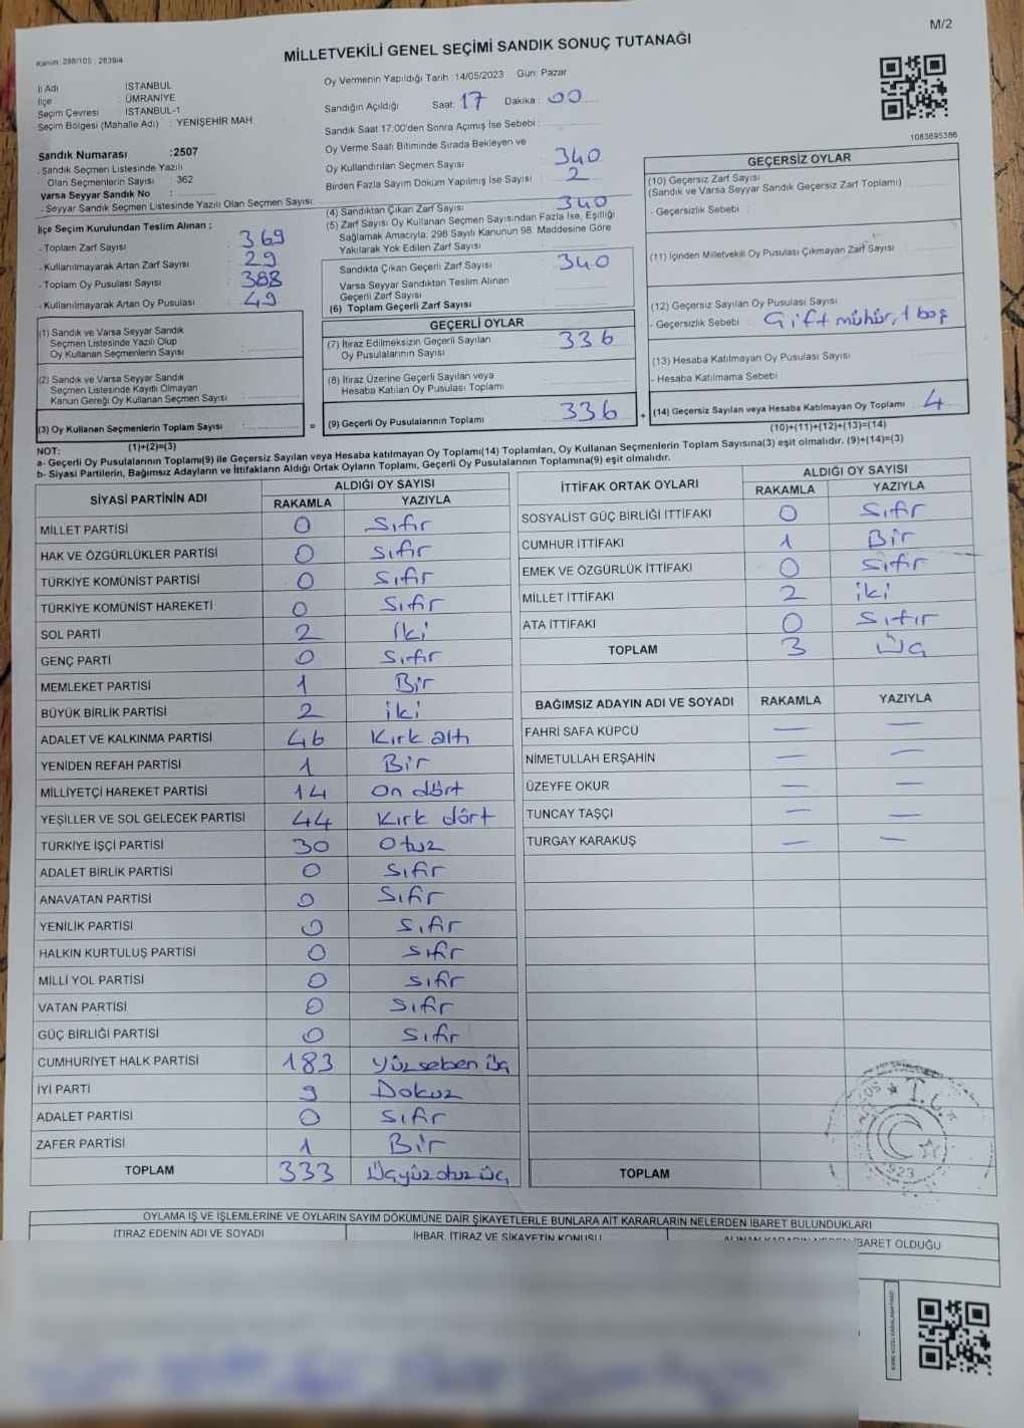 M/2
Kanun: 298/105 , 2839/4
MİLLETVEKİLİ GENEL SEÇİMİ SANDIK SONUÇ TUTANAĞI
İl Adı : İSTANBUL
İlçe : ÜMRANİYE
Seçim Çevresi : İSTANBUL-1
Seçim Bölgesi (Mahalle Adı) : YENİŞEHİR MAH
Oy Vermenin Yapıldığı Tarih :14/05/2023 Gün: Pazar
Sandığın Açıldığı Saat: 17 Dakika: 00
Sandık Saat 17:00'den Sonra Açmış İse Sebebi :
Oy Verme Saati Bitiminde Sırada Bekleyen ve
Oy Kullandırılan Seçmen Sayısı 340
Birden Fazla Sayım Döküm Yapılmış İse Sayısı 2
1083695386
Sandık Numarası :2507
- Sandık Seçmen Listesinde Yazılı
Olan Seçmenlerin Sayısı : 362
Varsa Seyyar Sandık No :
- Seyyar Sandık Seçmen Listesinde Yazılı Olan Seçmen Sayısı:
İlçe Seçim Kurulundan Teslim Alınan ;
- Toplam Zarf Sayısı : 369
- Kullanılmayarak Artan Zarf Sayısı : 29
- Toplam Oy Pusulası Sayısı : 388
- Kullanılmayarak Artan Oy Pusulası : 49
(1) Sandık ve Varsa Seyyar Sandık
Seçmen Listesinde Yazılı Olup
Oy Kullanan Seçmenlerin Sayısı
(2) Sandık ve Varsa Seyyar Sandık
Seçmen Listesinde Kayıtlı Olmayan
Kanun Gereği Oy Kullanan Seçmen Sayısı
(3) Oy Kullanan Seçmenlerin Toplam Sayısı =
(1)+(2)=(3)
(4) Sandıktan Çıkan Zarf Sayısı 340
(5) Zarf Sayısı Oy Kullanan Seçmen Sayısından Fazla İse, Eşitliği
Sağlamak Amacıyla; 298 Sayılı Kanunun 98. Maddesine Göre
Yakılarak Yok Edilen Zarf Sayısı
Sandıkta Çıkan Geçerli Zarf Sayısı 340
Varsa Seyyar Sandıktan Teslim Alınan
Geçerli Zarf Sayısı
(6) Toplam Geçerli Zarf Sayısı
GEÇERLİ OYLAR
(7) İtiraz Edilmeksizin Geçerli Sayılan
Oy Pusulalarının Sayısı 336
(8) İtiraz Üzerine Geçerli Sayılan veya
Hesaba Katılan Oy Pusulası Toplamı
(9) Geçerli Oy Pusulalarının Toplamı 336 +
GEÇERSİZ OYLAR
(10) Geçersiz Zarf Sayısı
(Sandık ve Varsa Seyyar Sandık Geçersiz Zarf Toplamı)
- Geçersizlik Sebebi :
(11) İçinden Milletvekili Oy Pusulası Çıkmayan Zarf Sayısı
(12) Geçersiz Sayılan Oy Pusulası Sayısı
- Geçersizlik Sebebi : Çift mühür, 1 boş
(13) Hesaba Katılmayan Oy Pusulası Sayısı
- Hesaba Katılmama Sebebi
(14) Geçersiz Sayılan veya Hesaba Katılmayan Oy Toplamı 4
(10)+(11)+(12)+(13)=(14)
NOT:
a- Geçerli Oy Pusulalarının Toplamı(9) ile Geçersiz Sayılan veya Hesaba katılmayan Oy Toplamı(14) Toplamları, Oy Kullanan Seçmenlerin Toplam Sayısına(3) eşit olmalıdır. (9)+(14)=(3)
b- Siyasi Partilerin, Bağımsız Adayların ve İttifakların Aldığı Ortak Oyların Toplamı, Geçerli Oy Pusulalarının Toplamına(9) eşit olmalıdır.
SİYASİ PARTİNİN ADI ALDIĞI OY SAYISI
RAKAMLA YAZIYLA
MİLLET PARTİSİ 0 Sıfır
HAK VE ÖZGÜRLÜKLER PARTİSİ 0 Sıfır
TÜRKİYE KOMÜNİST PARTİSİ 0 Sıfır
TÜRKİYE KOMÜNİST HAREKETİ 0 Sıfır
SOL PARTİ 2 İki
GENÇ PARTİ 0 Sıfır
MEMLEKET PARTİSİ 1 Bir
BÜYÜK BİRLİK PARTİSİ 2 iki
ADALET VE KALKINMA PARTİSİ 46 Kırk altı
YENİDEN REFAH PARTİSİ 1 Bir
MİLLİYETÇİ HAREKET PARTİSİ 14 On dört
YEŞİLLER VE SOL GELECEK PARTİSİ 44 Kırk dört
TÜRKİYE İŞÇİ PARTİSİ 30 Otuz
ADALET BİRLİK PARTİSİ 0 Sıfır
ANAVATAN PARTİSİ 0 Sıfır
YENİLİK PARTİSİ 0 Sıfır
HALKIN KURTULUŞ PARTİSİ 0 sıfır
MİLLİ YOL PARTİSİ 0 sıfır
VATAN PARTİSİ 0 Sıfır
GÜÇ BİRLİĞİ PARTİSİ 0 Sıfır
CUMHURİYET HALK PARTİSİ 183 Yüzseksen üç
İYİ PARTİ 9 Dokuz
ADALET PARTİSİ 0 Sıfır
ZAFER PARTİSİ 1 Bir
TOPLAM 333 Üçyüzotuzüç
İTTİFAK ORTAK OYLARI ALDIĞI OY SAYISI
RAKAMLA YAZIYLA
SOSYALİST GÜÇ BİRLİĞİ İTTİFAKI 0 Sıfır
CUMHUR İTTİFAKI 1 Bir
EMEK VE ÖZGÜRLÜK İTTİFAKI 0 Sıfır
MİLLET İTTİFAKI 2 iki
ATA İTTİFAKI 0 Sıfır
TOPLAM 3 Üç
BAĞIMSIZ ADAYIN ADI VE SOYADI RAKAMLA YAZIYLA
FAHRİ SAFA KÜPCÜ — —
NİMETULLAH ERŞAHİN — —
ÜZEYFE OKUR — —
TUNCAY TAŞÇI — —
TURGAY KARAKUŞ — —
TOPLAM
T.C.
OYLAMA İŞ VE İŞLEMLERİNE VE OYLARIN SAYIM DÖKÜMÜNE DAİR ŞİKAYETLERLE BUNLARA AİT KARARLARIN NELERDEN İBARET BULUNDUKLARI
İTİRAZ EDENİN ADI VE SOYADI İHBAR, İTİRAZ VE ŞİKAYETİN KONUSU İBARET OLDUĞU